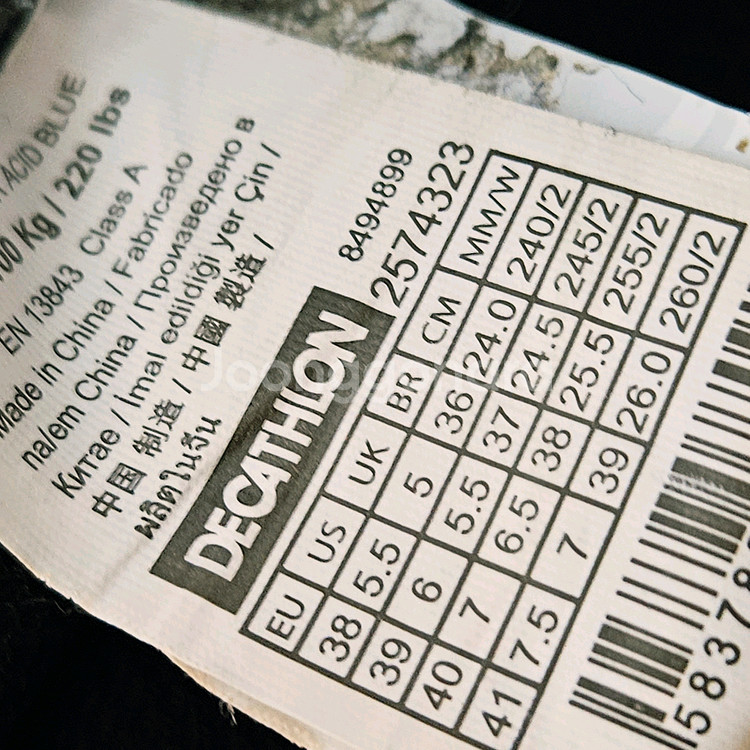 ACID BLUE
00 Kg / 220 lbs
EN 13843 Class A
Made in China / Fabricado
na/em China / Произведено в
Китае / İmal edildiği yer Çin /
中国 制造 / 中國 製造 /
ผลิตในจีน
8494899
DECATHLON 2574323
EU US UK BR CM MM/W
38 5.5 5 36 24.0 240/2
39 6 5.5 37 24.5 245/2
40 7 6.5 38 25.5 255/2
41 7.5 7 39 26.0 260/2
5837